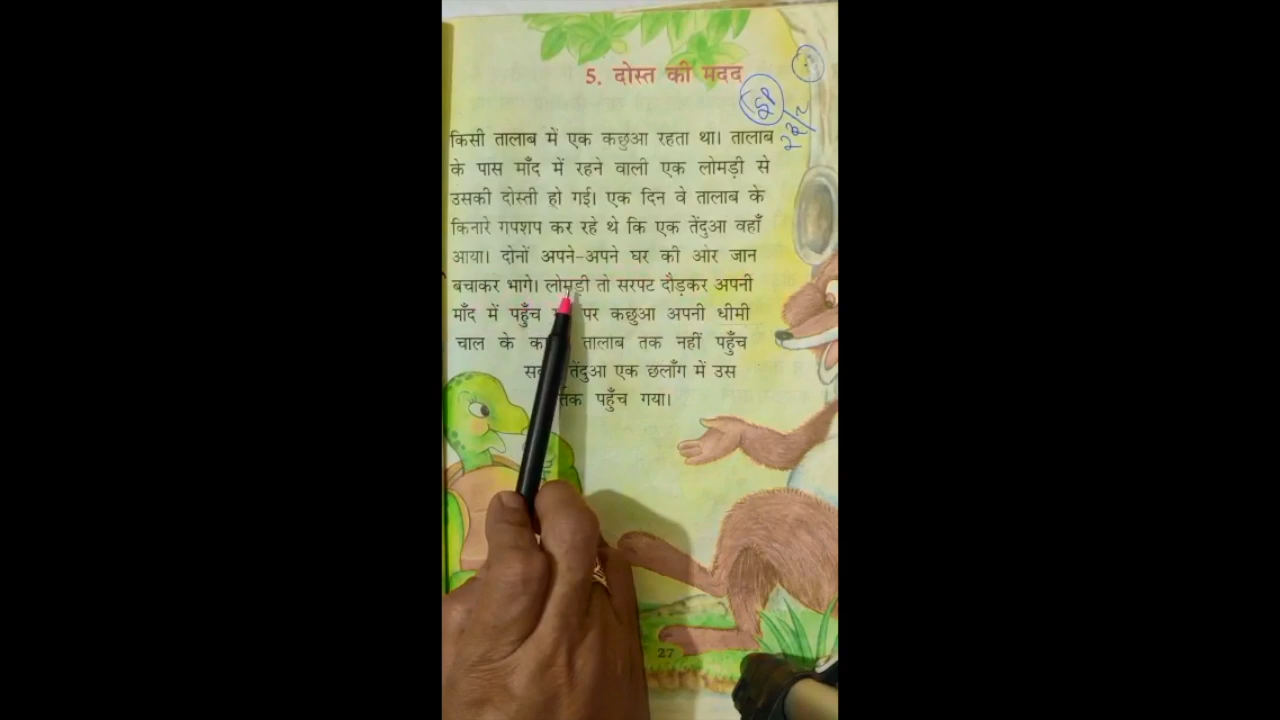 5. दोस्त की मदद
किसी तालाब में एक कछुआ रहता था। तालाब
के पास माँद में रहने वाली एक लोमड़ी से
उसकी दोस्ती हो गई। एक दिन वे तालाब के
किनारे गपशप कर रहे थे कि एक तेंदुआ वहाँ
आया। दोनों अपने-अपने घर की ओर जान
बचाकर भागे। लोमड़ी तो सरपट दौड़कर अपनी
माँद में पहुँच पर कछुआ अपनी धीमी
चाल के तालाब तक नहीं पहुँच
तेंदुआ एक छलाँग में उस
तक पहुँच गया।
27